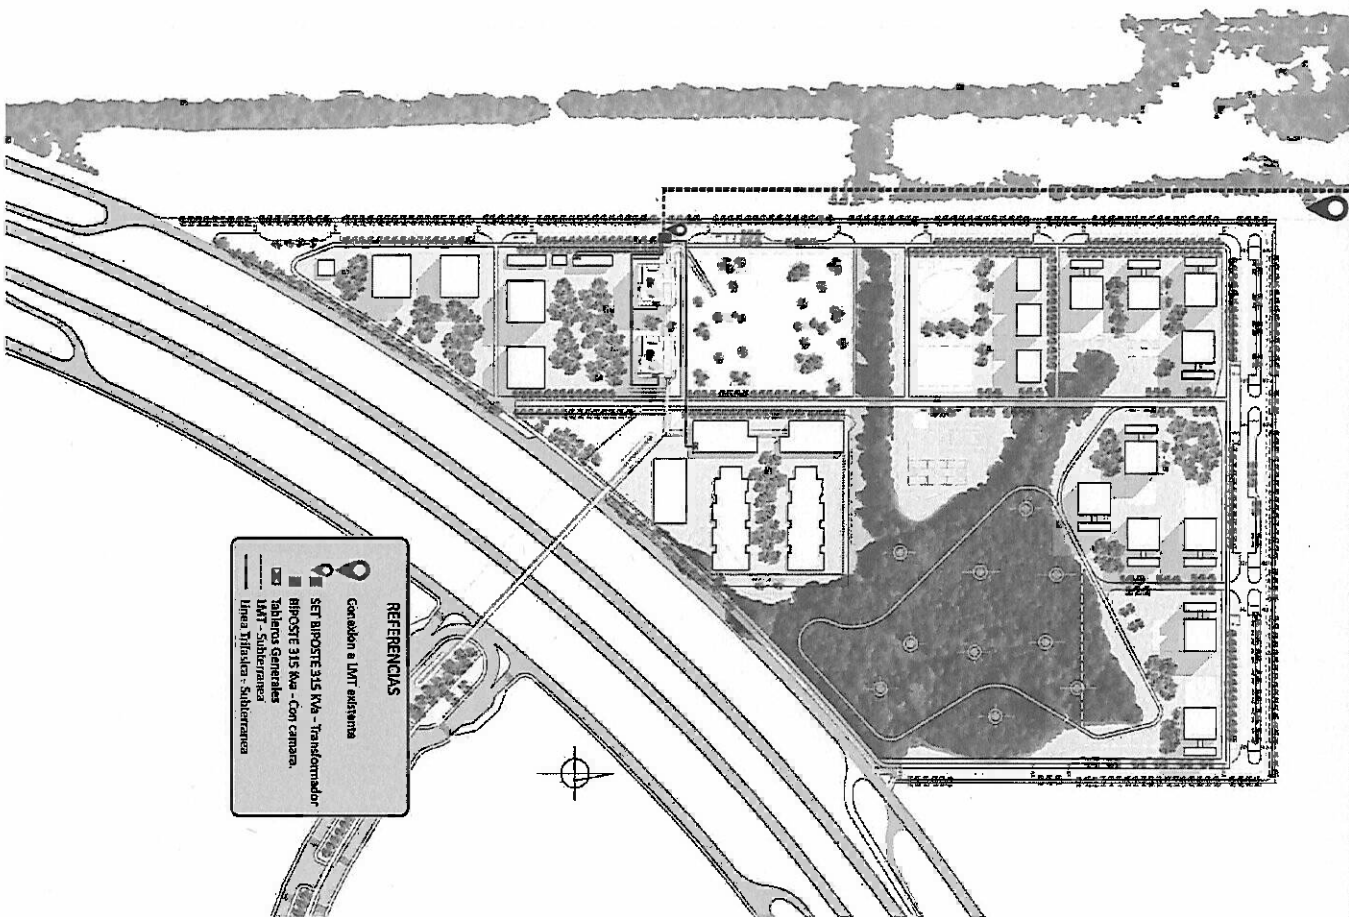 REFERENCIAS
Conexión a LMT existente
SET BIPOSTE 315 KVa - Transformador
BIPOSTE 315 Kva - Con camara.
Tableros Generales
LMT - Subterranea
Linea Trifasica - Subterranea